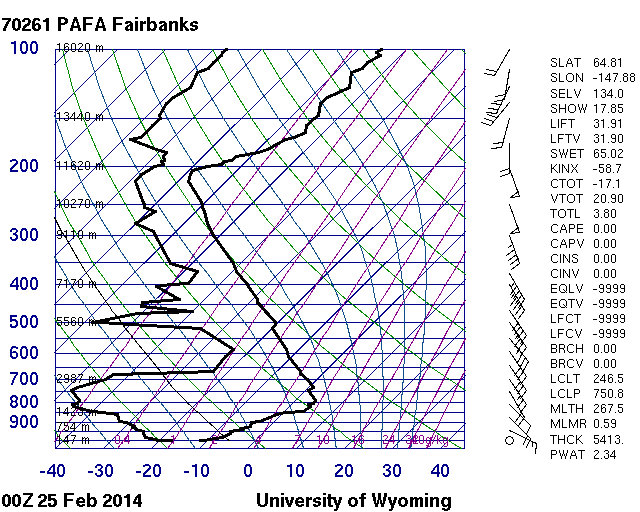 70261 PAFA Fairbanks
100 16020 m
13440 m
200 11620 m
10270 m
300 9110 m
400 7170 m
500 5560 m
600
700 2987 m
800
900
147 m 0.4 1 2 4 7 10 16 24 32 40g/kg
-40 -30 -20 -10 0 10 20 30 40
SLAT 64.81
SLON -147.88
SELV 134.0
SHOW 17.85
LIFT 31.91
LFTV 31.90
SWET 65.02
KINX -58.7
CTOT -17.1
VTOT 20.90
TOTL 3.80
CAPE 0.00
CAPV 0.00
CINS 0.00
CINV 0.00
EQLV -9999
EQTV -9999
LFCT -9999
LFCV -9999
BRCH 0.00
BRCV 0.00
LCLT 246.5
LCLP 750.8
MLTH 267.5
MLMR 0.59
THCK 5413.
PWAT 2.34
00Z 25 Feb 2014 University of Wyoming